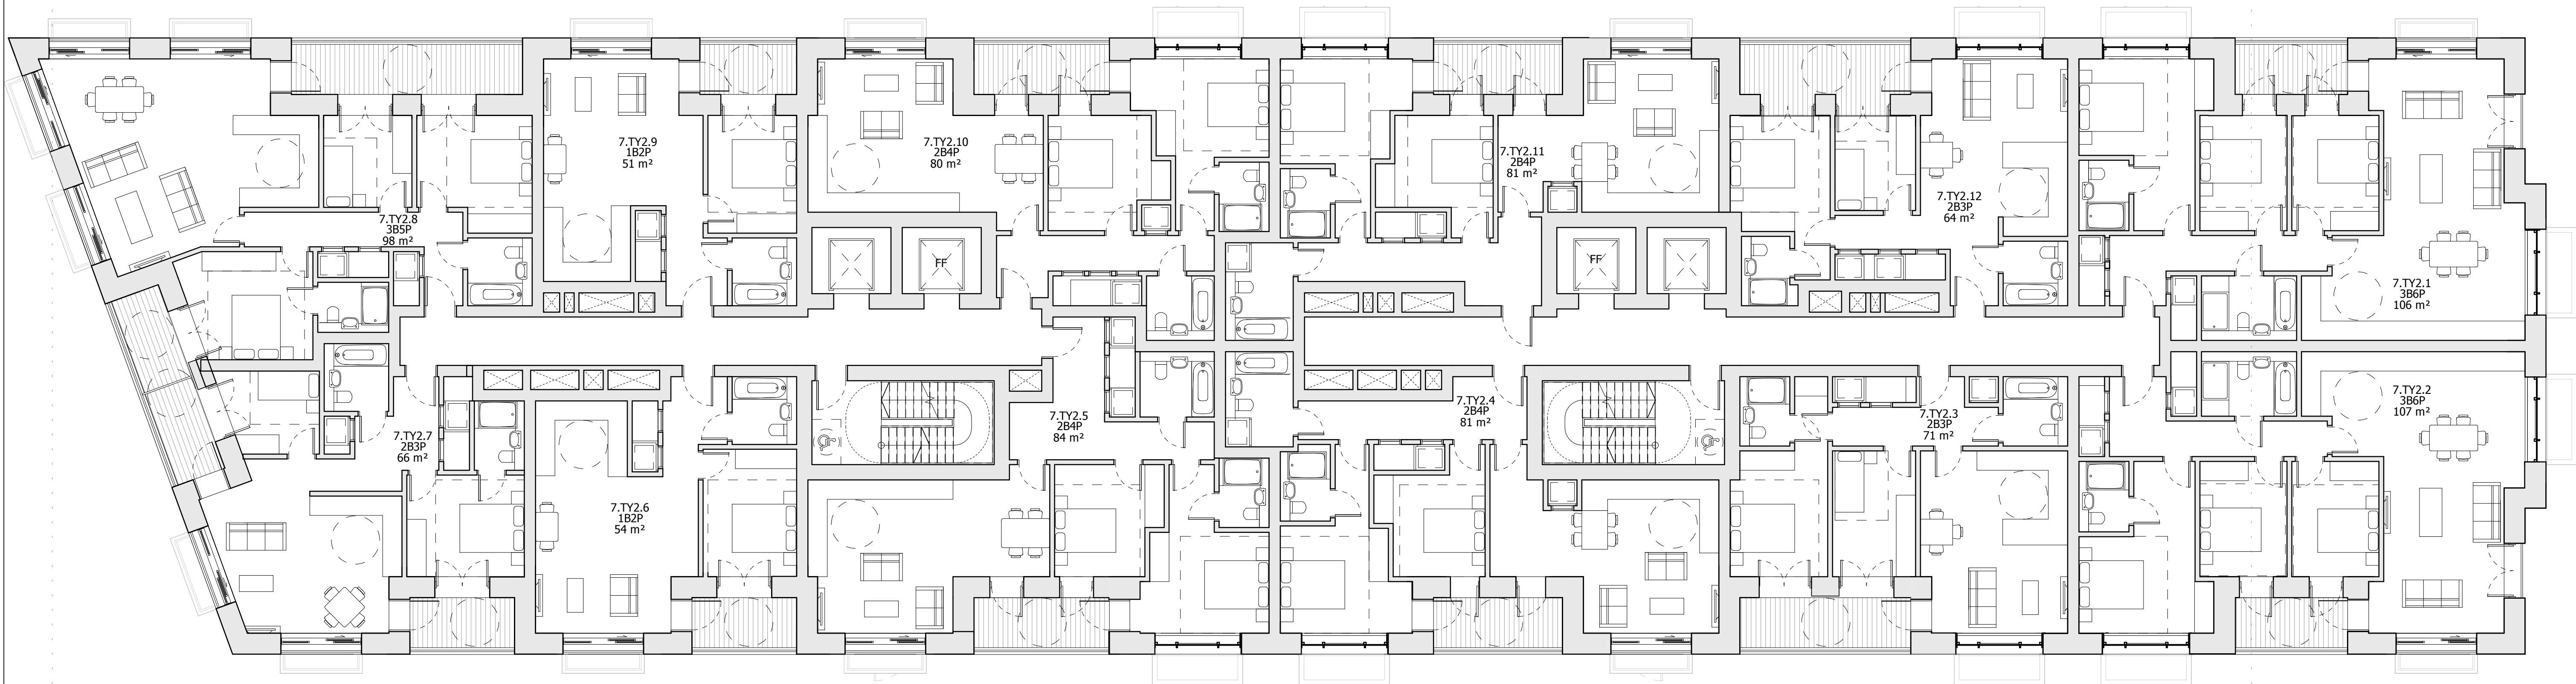 7.TY2.8
3B5P
98 m²
7.TY2.9
1B2P
51 m²
7.TY2.10
2B4P
80 m²
FF
7.TY2.11
2B4P
81 m²
FF
7.TY2.12
2B3P
64 m²
7.TY2.1
3B6P
106 m²
7.TY2.7
2B3P
66 m²
7.TY2.6
1B2P
54 m²
7.TY2.5
2B4P
84 m²
7.TY2.4
2B4P
81 m²
7.TY2.3
2B3P
71 m²
7.TY2.2
3B6P
107 m²